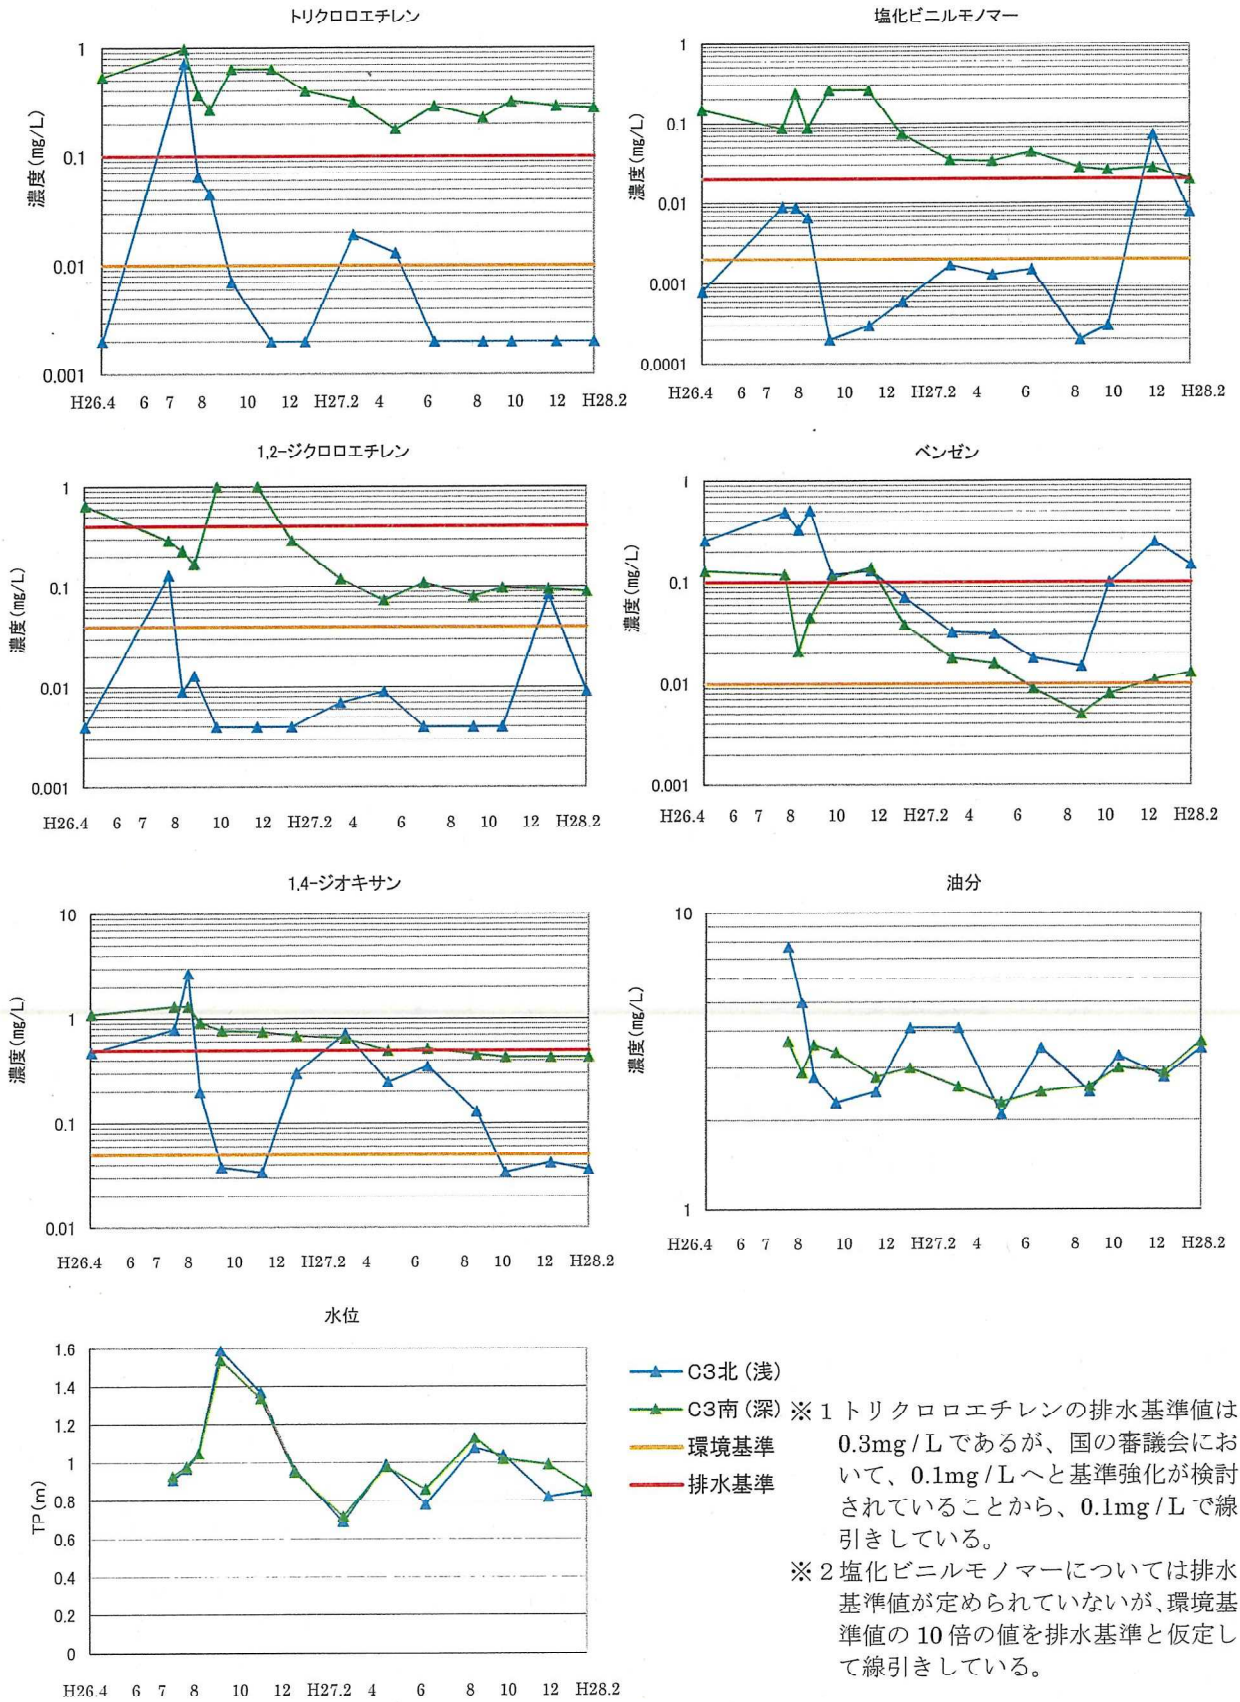 トリクロロエチレン
1
0.1
0.01
0.001
濃度(mg/L)
H26.4 6 7 8 10 12 H27.2 4 6 8 10 12 H28.2
塩化ビニルモノマー
1
0.1
0.01
0.001
0.0001
濃度(mg/L)
H26.4 6 7 8 10 12 H27.2 4 6 8 10 12 H28.2
1,2-ジクロロエチレン
1
0.1
0.01
0.001
濃度(mg/L)
H26.4 6 7 8 10 12 H27.2 4 6 8 10 12 H28.2
ベンゼン
1
0.1
0.01
0.001
濃度(mg/L)
H26.4 6 7 8 10 12 H27.2 4 6 8 10 12 H28.2
1,4-ジオキサン
10
1
0.1
0.01
濃度(mg/L)
H26.4 6 7 8 10 12 H27.2 4 6 8 10 12 H28.2
油分
10
1
濃度(mg/L)
H26.4 6 7 8 10 12 H27.2 4 6 8 10 12 H28.2
水位
1.6
1.4
1.2
1
0.8
0.6
0.4
0.2
0
TP(m)
H26.4 6 7 8 10 12 H27.2 4 6 8 10 12 H28.2
C3北(浅)
C3南(深)
環境基準
排水基準
※1トリクロロエチレンの排水基準値は
0.3mg/Lであるが、国の審議会にお
いて、0.1mg/Lへと基準強化が検討
されていることから、0.1mg/Lで線
引きしている。
※2塩化ビニルモノマーについては排水
基準値が定められていないが、環境基
準値の10倍の値を排水基準と仮定し
て線引きしている。